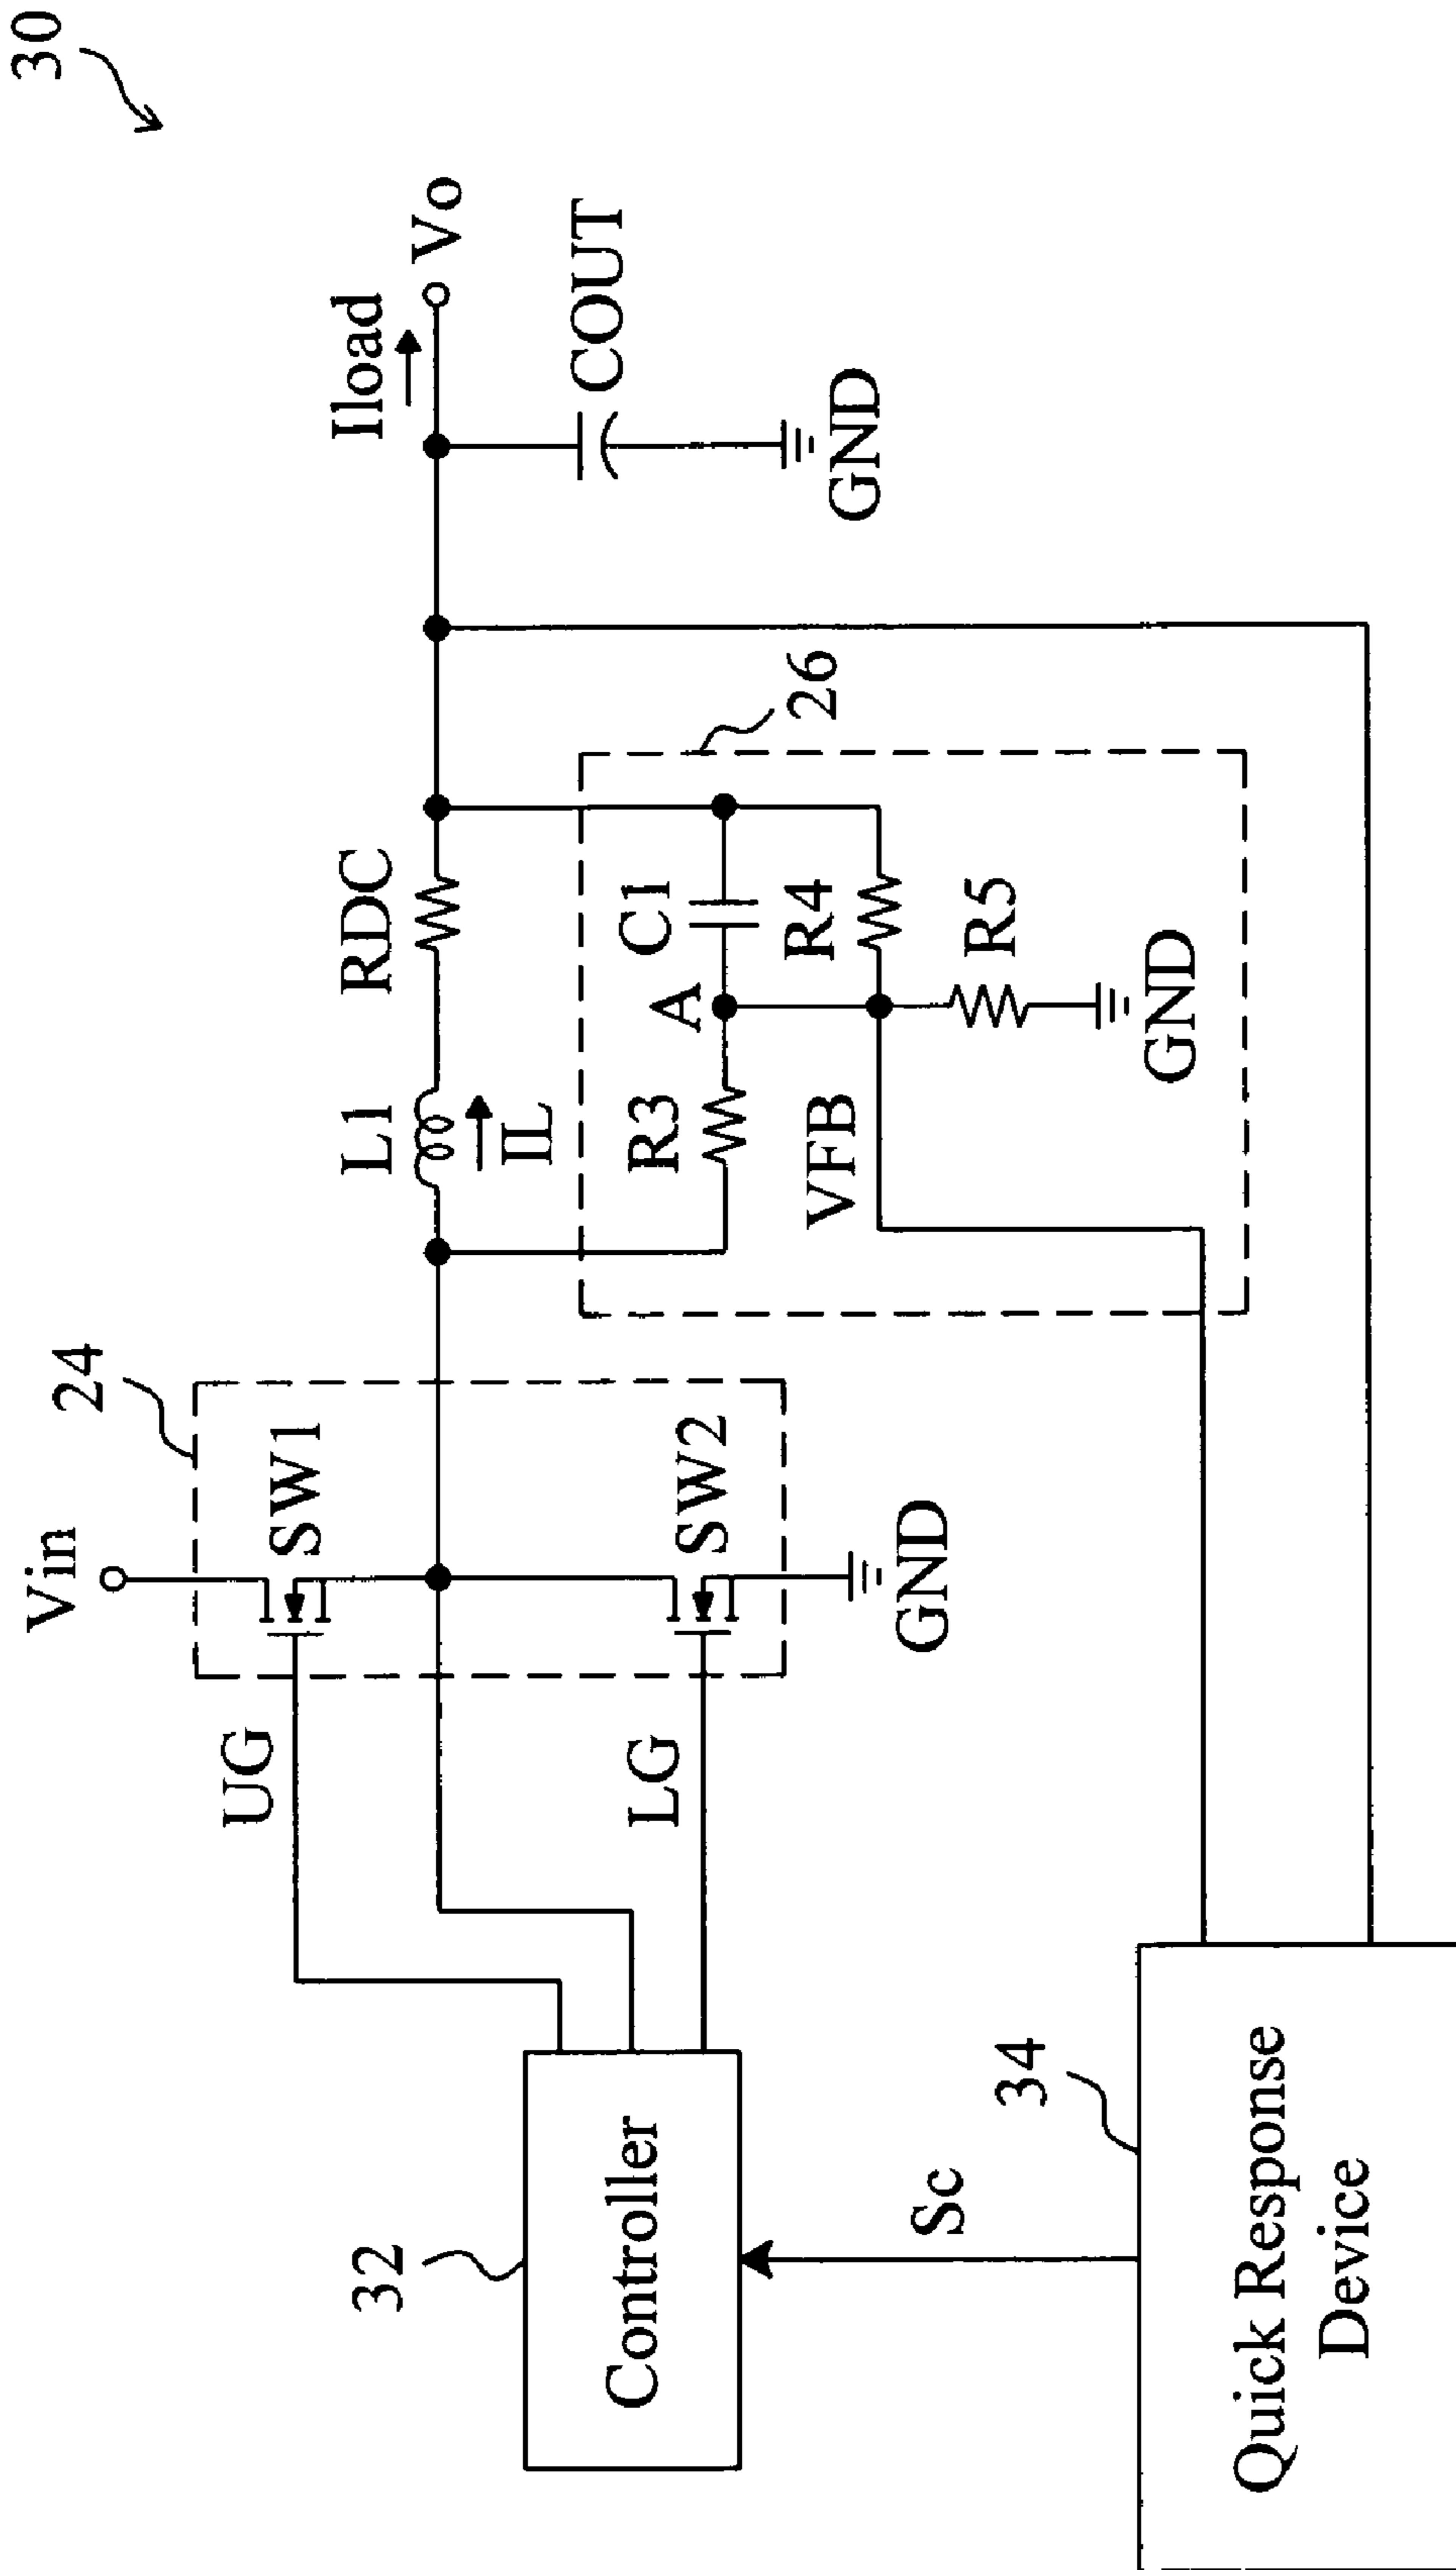 30
Vin
24
UG
SW1
L1
RDC
Iload
Vo
IL
COUT
GND
32
Controller
LG
SW2
GND
R3
A
C1
26
R4
VFB
R5
GND
Sc
34
Quick Response
Device